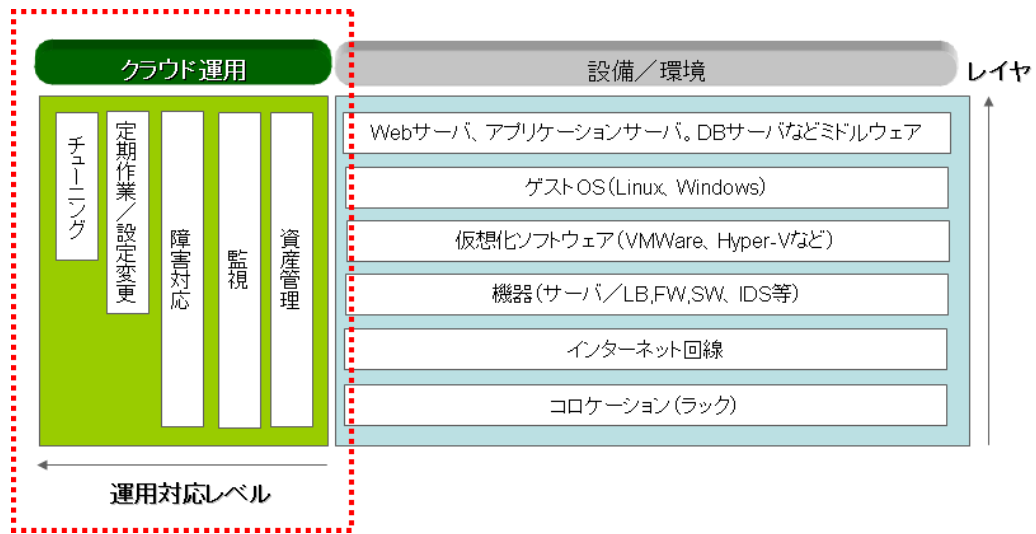 クラウド運用
設備／環境
レイヤ
チューニング
定期作業／設定変更
障害対応
監視
資産管理
Webサーバ、アプリケーションサーバ。DBサーバなどミドルウェア
ゲストOS（Linux、Windows）
仮想化ソフトウェア（VMWare、Hyper-Vなど）
機器（サーバ／LB,FW,SW、IDS等）
インターネット回線
コロケーション（ラック）
運用対応レベル